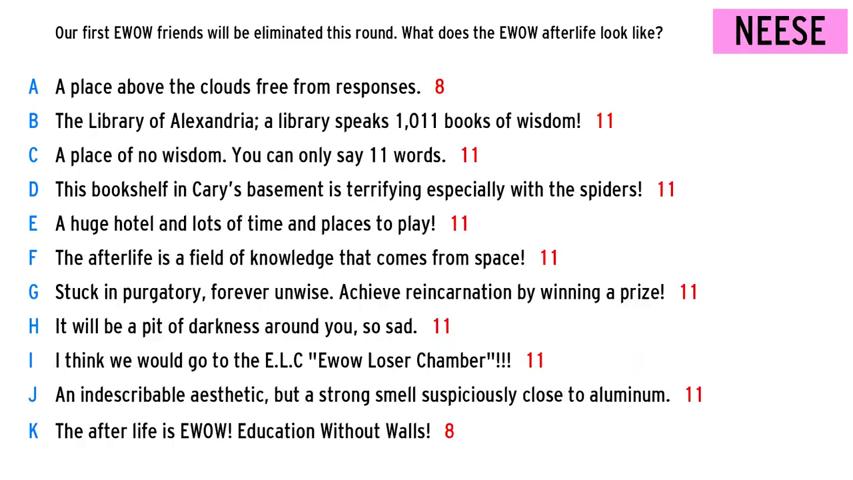 Our first EWOW friends will be eliminated this round. What does the EWOW afterlife look like?
NEESE
A A place above the clouds free from responses. 8
B The Library of Alexandria; a library speaks 1,011 books of wisdom! 11
C A place of no wisdom. You can only say 11 words. 11
D This bookshelf in Cary's basement is terrifying especially with the spiders! 11
E A huge hotel and lots of time and places to play! 11
F The afterlife is a field of knowledge that comes from space! 11
G Stuck in purgatory, forever unwise. Achieve reincarnation by winning a prize! 11
H It will be a pit of darkness around you, so sad. 11
I I think we would go to the E.L.C "Ewow Loser Chamber"!!! 11
J An indescribable aesthetic, but a strong smell suspiciously close to aluminum. 11
K The after life is EWOW! Education Without Walls! 8